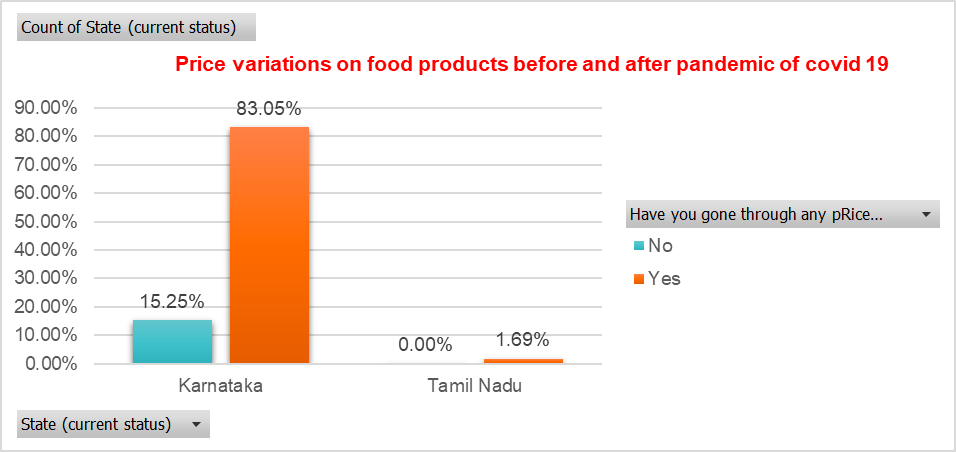 Count of State (current status)
Price variations on food products before and after pandemic of covid 19
90.00%
80.00%
70.00%
60.00%
50.00%
40.00%
30.00%
20.00%
10.00%
0.00%
83.05%
15.25%
0.00%
1.69%
Karnataka
Tamil Nadu
Have you gone through any pRice...
No
Yes
State (current status)